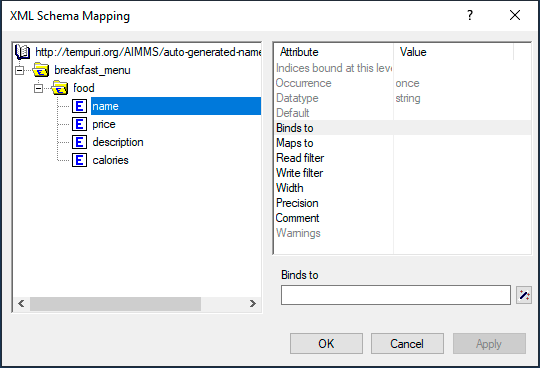 XML Schema Mapping
http://tempuri.org/AIMMS/auto-generated-name
breakfast_menu
food
E name
E price
E description
E calories
Attribute Value
Indices bound at this leve
Occurrence once
Datatype string
Default
Binds to
Maps to
Read filter
Write filter
Width
Precision
Comment
Warnings
Binds to
OK Cancel Apply